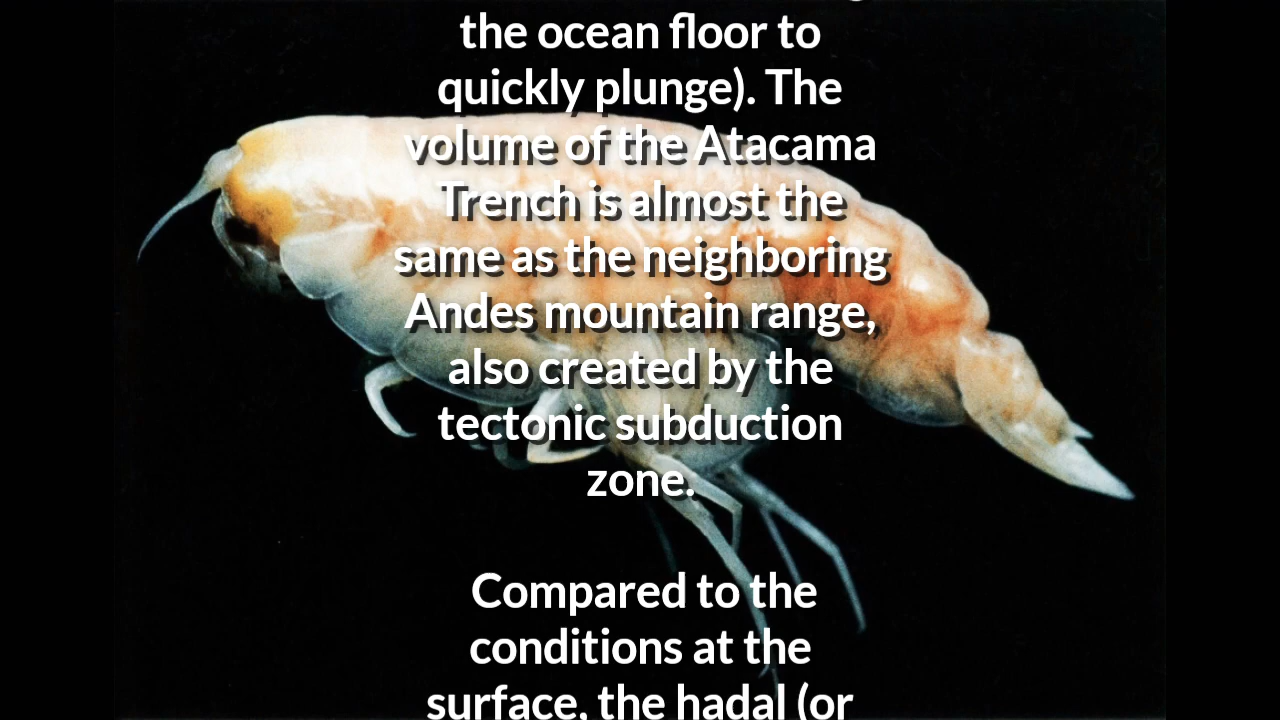 the ocean floor to
quickly plunge). The
volume of the Atacama
Trench is almost the
same as the neighboring
Andes mountain range,
also created by the
tectonic subduction
zone.
Compared to the
conditions at the
surface, the hadal (or